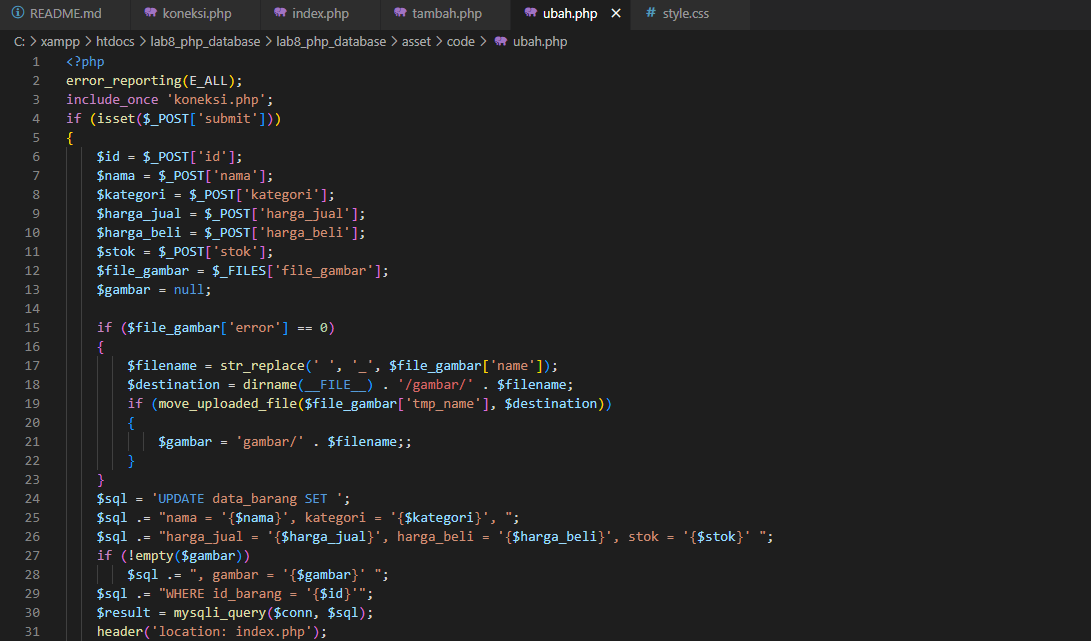 README.md koneksi.php index.php tambah.php ubah.php × # style.css
C: > xampp > htdocs > lab8_php_database > lab8_php_database > asset > code > ubah.php
1 <?php
2 error_reporting(E_ALL);
3 include_once 'koneksi.php';
4 if (isset($_POST['submit']))
5 {
6 $id = $_POST['id'];
7 $nama = $_POST['nama'];
8 $kategori = $_POST['kategori'];
9 $harga_jual = $_POST['harga_jual'];
10 $harga_beli = $_POST['harga_beli'];
11 $stok = $_POST['stok'];
12 $file_gambar = $_FILES['file_gambar'];
13 $gambar = null;
14
15 if ($file_gambar['error'] == 0)
16 {
17 $filename = str_replace(' ', '_', $file_gambar['name']);
18 $destination = dirname(__FILE__) . '/gambar/' . $filename;
19 if (move_uploaded_file($file_gambar['tmp_name'], $destination))
20 {
21 $gambar = 'gambar/' . $filename;;
22 }
23 }
24 $sql = 'UPDATE data_barang SET ';
25 $sql .= "nama = '{$nama}', kategori = '{$kategori}', ";
26 $sql .= "harga_jual = '{$harga_jual}', harga_beli = '{$harga_beli}', stok = '{$stok}' ";
27 if (!empty($gambar))
28 $sql .= ", gambar = '{$gambar}' ";
29 $sql .= "WHERE id_barang = '{$id}'";
30 $result = mysqli_query($conn, $sql);
31 header('location: index.php');